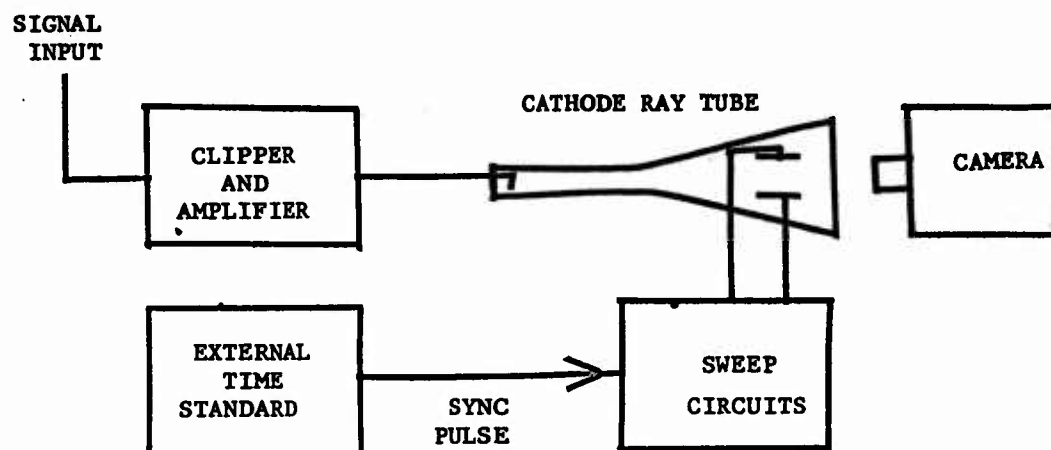 SIGNAL
INPUT
CATHODE RAY TUBE
CLIPPER
AND
AMPLIFIER
CAMERA
EXTERNAL
TIME
STANDARD
SYNC
PULSE
SWEEP
CIRCUITS